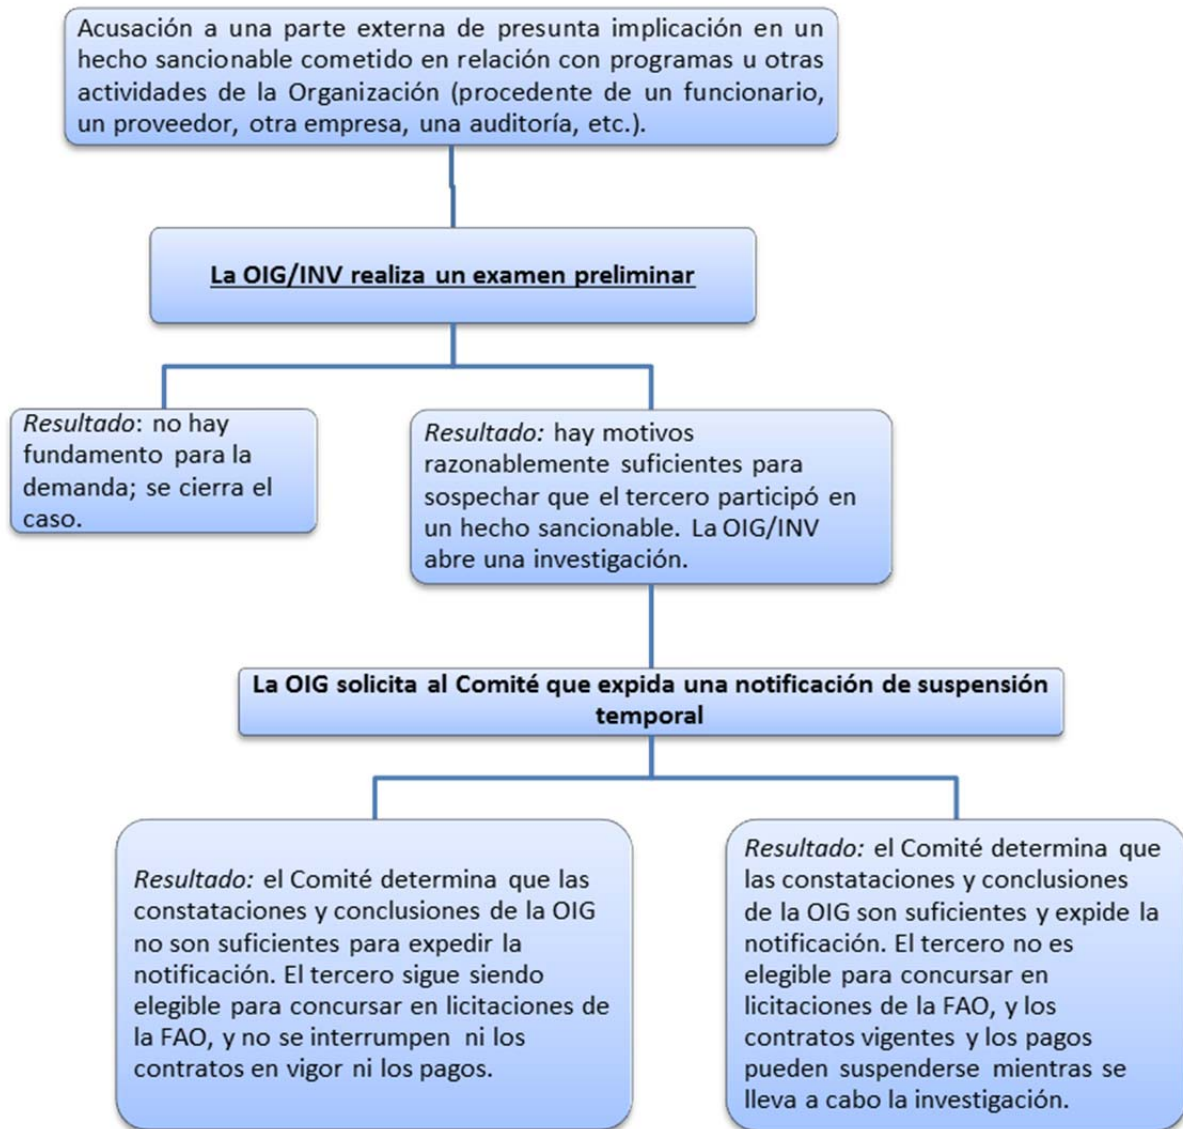 Acusación a una parte externa de presunta implicación en un
hecho sancionable cometido en relación con programas u otras
actividades de la Organización (procedente de un funcionario,
un proveedor, otra empresa, una auditoría, etc.).
La OIG/INV realiza un examen preliminar
Resultado: no hay
fundamento para la
demanda; se cierra el
caso.
Resultado: hay motivos
razonablemente suficientes para
sospechar que el tercero participó en
un hecho sancionable. La OIG/INV
abre una investigación.
La OIG solicita al Comité que expida una notificación de suspensión
temporal
Resultado: el Comité determina que las
constataciones y conclusiones de la OIG
no son suficientes para expedir la
notificación. El tercero sigue siendo
elegible para concursar en licitaciones de
la FAO, y no se interrumpen ni los
contratos en vigor ni los pagos.
Resultado: el Comité determina que
las constataciones y conclusiones
de la OIG son suficientes y expide la
notificación. El tercero no es
elegible para concursar en
licitaciones de la FAO, y los
contratos vigentes y los pagos
pueden suspenderse mientras se
lleva a cabo la investigación.